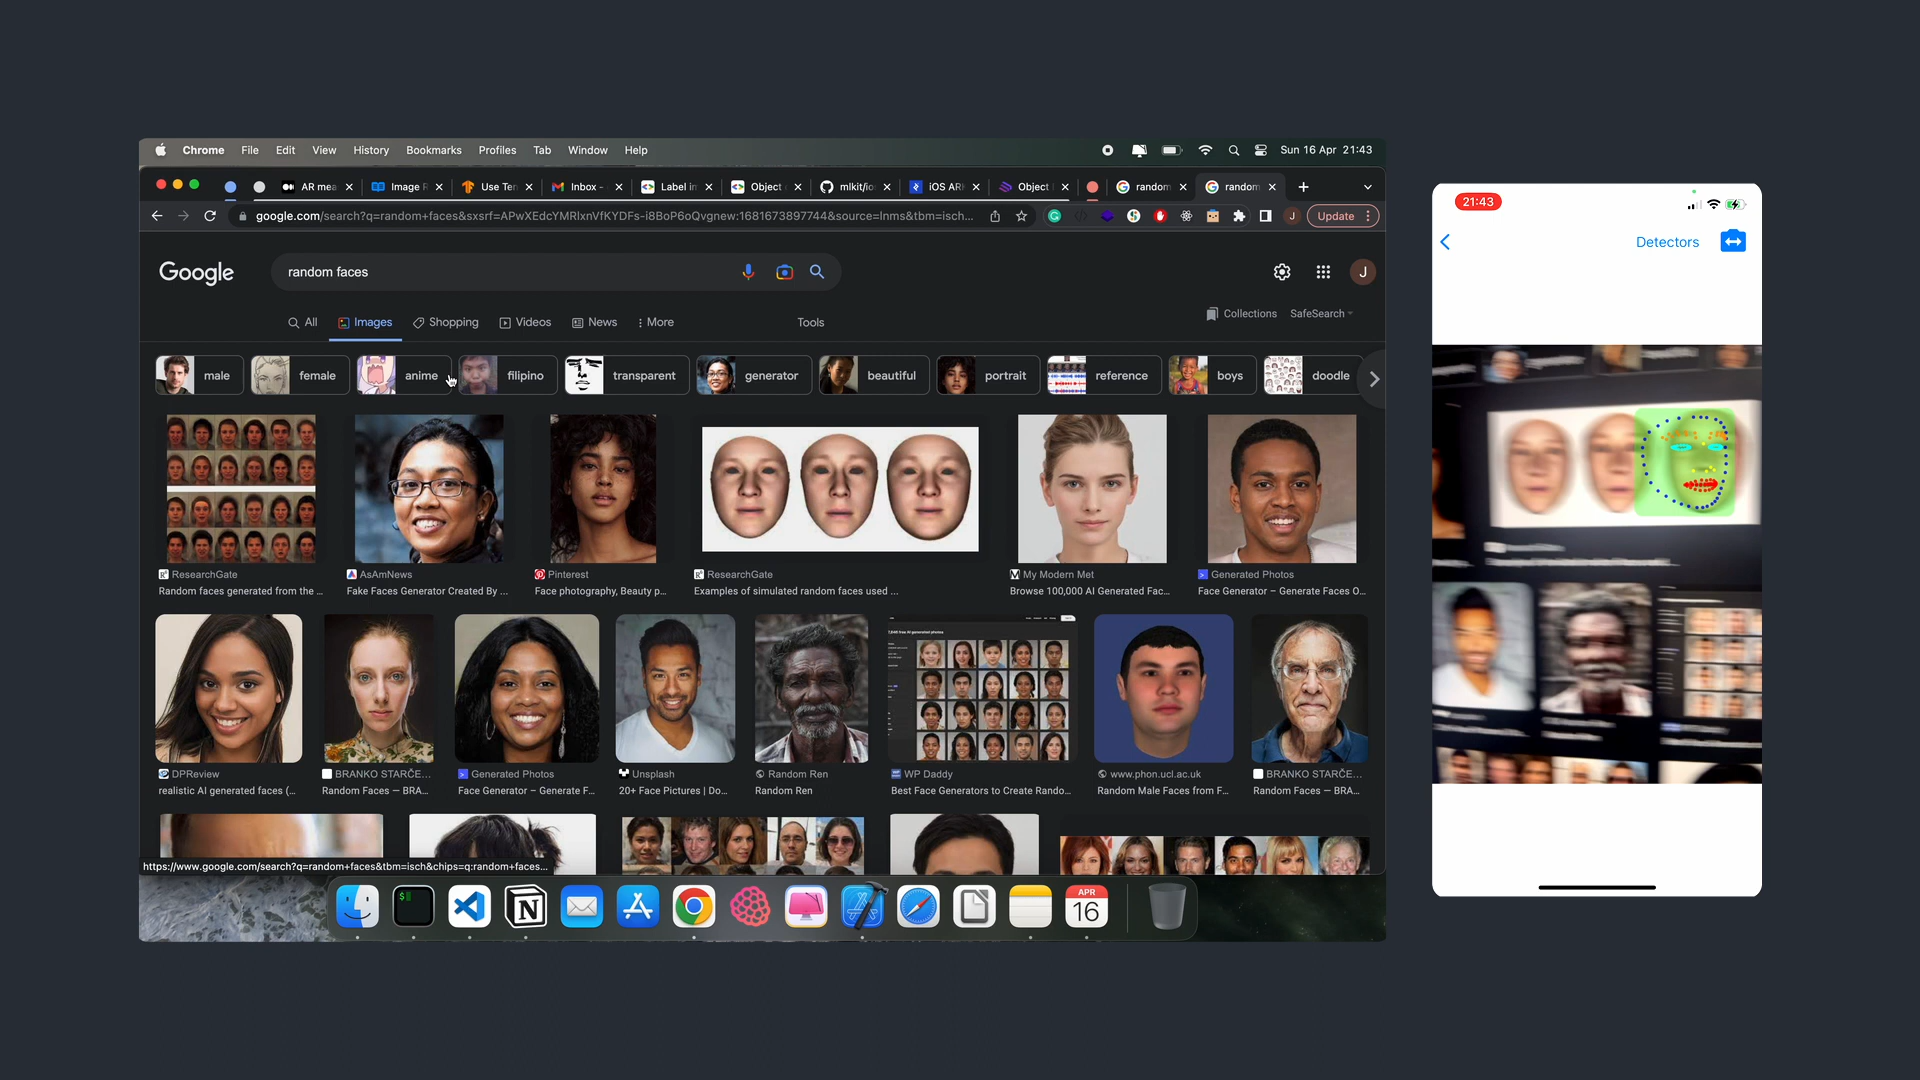 Chrome File Edit View History Bookmarks Profiles Tab Window Help Sun 16 Apr 21:43
AR mea Image R Use Ten Inbox - Label in Object mlkit/io iOS AR Object random random
google.com/search?q=random+faces&sxsrf=APwXEdcYMRIxnVfKYDFs-i8BoP6oQvgnew:1681673897744&source=lnms&tbm=isch... J Update
Google random faces J
All Images Shopping Videos News More Tools Collections SafeSearch
male female anime filipino transparent generator beautiful portrait reference boys doodle
ResearchGate AsAmNews Pinterest ResearchGate My Modern Met Generated Photos
Random faces generated from the ... Fake Faces Generator Created By ... Face photography, Beauty p... Examples of simulated random faces used ... Browse 100,000 AI Generated Fac... Face Generator – Generate Faces O...
DPReview BRANKO STARČE... Generated Photos Unsplash Random Ren WP Daddy www.phon.ucl.ac.uk BRANKO STARČE...
realistic AI generated faces (... Random Faces — BRA... Face Generator – Generate F... 20+ Face Pictures | Do... Random Ren Best Face Generators to Create Rando... Random Male Faces from F... Random Faces — BRA...
https://www.google.com/search?q=random+faces&tbm=isch&chips=q:random+faces...
APR
16
21:43
Detectors